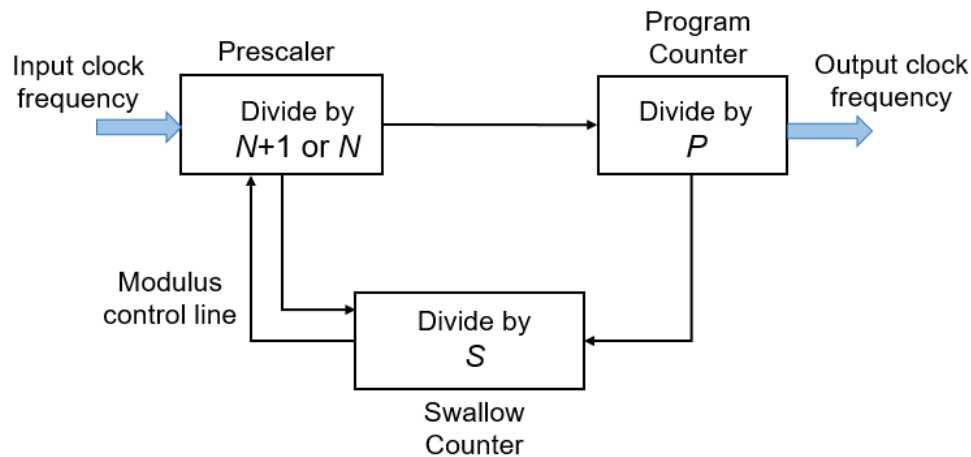 Input clock
frequency
Prescaler
Divide by
N+1 or N
Program
Counter
Divide by
P
Output clock
frequency
Modulus
control line
Divide by
S
Swallow
Counter